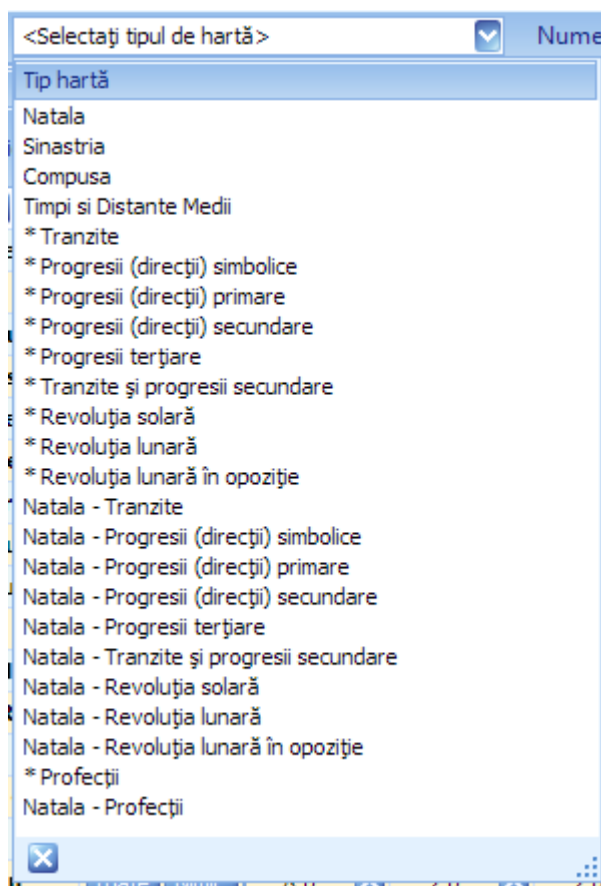 <Selectaţi tipul de hartă> Nume
Tip hartă
Natala
Sinastria
Compusa
Timpi si Distante Medii
* Tranzite
* Progresii (direcţii) simbolice
* Progresii (direcţii) primare
* Progresii (direcţii) secundare
* Progresii terţiare
* Tranzite şi progresii secundare
* Revoluţia solară
* Revoluţia lunară
* Revoluţia lunară în opoziţie
Natala - Tranzite
Natala - Progresii (direcţii) simbolice
Natala - Progresii (direcţii) primare
Natala - Progresii (direcţii) secundare
Natala - Progresii terţiare
Natala - Tranzite şi progresii secundare
Natala - Revoluţia solară
Natala - Revoluţia lunară
Natala - Revoluţia lunară în opoziţie
* Profecţii
Natala - Profecţii